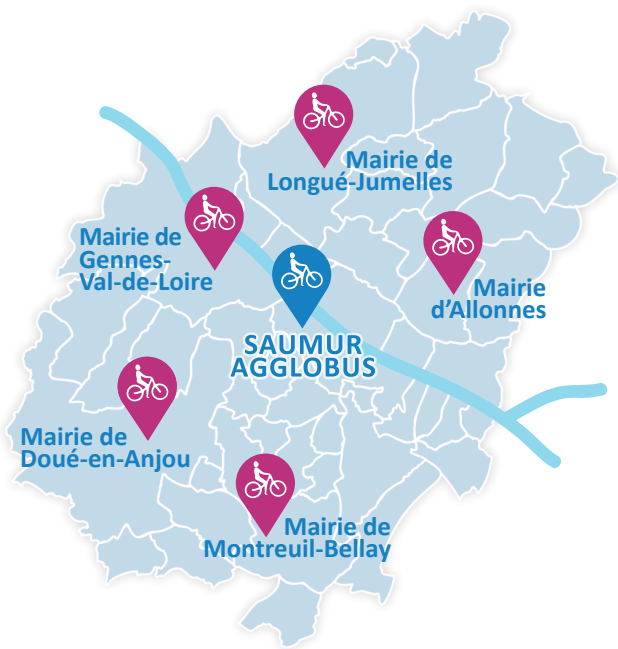 Mairie de
Longué-Jumelles
Mairie de
Gennes-
Val-de-Loire
Mairie
d'Allonnes
SAUMUR
AGGLOBUS
Mairie de
Doué-en-Anjou
Mairie de
Montreuil-Bellay